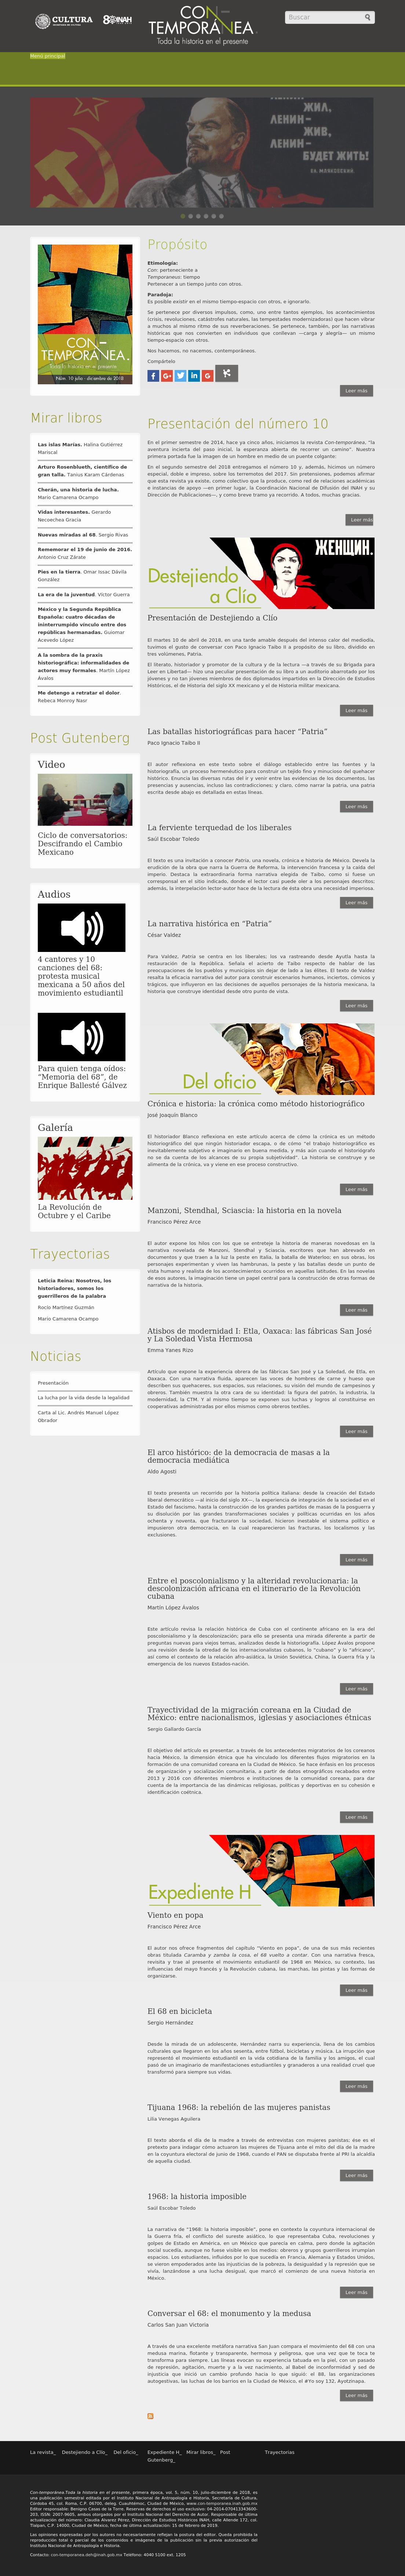 CULTURA
80 INAH
CON-
TEMPORÁNEA.
Toda la historia en el presente
Buscar
Menú principal
ЖИЛ,
ЛЕНИН-
ЖИВ,
ЛЕНИН-
БУДЕТ ЖИТЬ!
Propósito
Etimología:
Con: perteneciente a
Temporaneus: tiempo
Pertenecer a un tiempo junto con otros.
Paradoja:
Es posible existir en el mismo tiempo-espacio con otros, e ignorarlo.
Se pertenece por diversos impulsos, como, uno entre tantos ejemplos, los acontecimientos (crisis, revoluciones, catástrofes naturales, las tempestades modernizadoras) que hacen vibrar a muchos al mismo ritmo de sus reverberaciones. Se pertenece, también, por las narrativas históricas que nos convierten en individuos que conllevan —carga y alegría— un mismo tiempo-espacio con otros.
Nos hacemos, no nacemos, contemporáneos.
Compártelo
Leer más
CON-
TEMPORÁNEA.
Toda la historia en el presente
Núm. 10 julio - diciembre de 2018
Mirar libros
Las islas Marías. Halina Gutiérrez Mariscal
Arturo Rosenblueth, científico de gran talla. Tanius Karam Cárdenas
Cherán, una historia de lucha. Mario Camarena Ocampo
Vidas interesantes. Gerardo Necoechea Gracia
Nuevas miradas al 68. Sergio Rivas
Rememorar el 19 de junio de 2016. Antonio Cruz Zárate
Pies en la tierra. Omar Issac Dávila González
La era de la juventud. Víctor Guerra
México y la Segunda República Española: cuatro décadas de ininterrumpido vínculo entre dos repúblicas hermanadas. Guiomar Acevedo López
A la sombra de la praxis historiográfica: informalidades de actores muy formales. Martín López Ávalos
Me detengo a retratar el dolor. Rebeca Monroy Nasr
Post Gutenberg
Video
Ciclo de conversatorios: Descifrando el Cambio Mexicano
Audios
4 cantores y 10 canciones del 68: protesta musical mexicana a 50 años del movimiento estudiantil
Para quien tenga oídos: "Memoria del 68", de Enrique Ballesté Gálvez
Galería
La Revolución de Octubre y el Caribe
Trayectorias
Leticia Reina: Nosotros, los historiadores, somos los guerrilleros de la palabra
Rocío Martínez Guzmán
Mario Camarena Ocampo
Noticias
Presentación
La lucha por la vida desde la legalidad
Carta al Lic. Andrés Manuel López Obrador
Presentación del número 10
En el primer semestre de 2014, hace ya cinco años, iniciamos la revista Con-temporánea, "la aventura incierta del paso inicial, la esperanza abierta de recorrer un camino". Nuestra primera portada fue la imagen de un hombre en medio de un puente colgante.
En el segundo semestre del 2018 entregamos el número 10 y, además, hicimos un número especial, doble, sobre los terremotos del 2017. Sin pretenderlo del todo, podemos afirmar que ya existe una revista, como colectivo que la produce, como red de relaciones académicas e instancias de apoyo —en primer lugar, la Coordinación Nacional de Difusión del INAH y su Dirección de Publicaciones—, y como breve tramo ya recorrido. A todos, muchas gracias.
Leer más
Destejiendo
a Clío
ЖЕНЩИН.
Presentación de Destejiendo a Clío
El martes 10 de abril de 2018, en una tarde amable después del intenso calor del mediodía, tuvimos el gusto de conversar con Paco Ignacio Taibo II a propósito de su libro, dividido en tres volúmenes, Patria.
El literato, historiador y promotor de la cultura y de la lectura —a través de su Brigada para Leer en Libertad— hizo una peculiar presentación de su libro a un auditorio abarrotado por los jóvenes y no tan jóvenes miembros de dos diplomados impartidos en la Dirección de Estudios Históricos, el de Historia del siglo XX mexicano y el de Historia militar mexicana.
Leer más
Las batallas historiográficas para hacer "Patria"
Paco Ignacio Taibo II
El autor reflexiona en este texto sobre el diálogo existente entre las fuentes y la historiografía, un proceso hermenéutico para construir un tejido fino y minucioso del quehacer histórico. Enuncia las diversas rutas del ir y venir entre las evidencias de los documentos, las presencias y ausencias, incluso las contradicciones; y claro, cómo narrar la patria, una patria escrita desde abajo es detallada en estas líneas.
Leer más
La ferviente terquedad de los liberales
Saúl Escobar Toledo
El texto es una invitación a conocer Patria, una novela, crónica e historia de México. Devela la noción erudita de la obra que narra la Guerra de Reforma, los liberales y la caída del imperio. Destaca la extraordinaria forma narrativa elegida de Taibo, como si fuese un corresponsal en el sitio indicado, desde el lector cual pueda oler a los personajes descritos; además, la interpelación lector-autor hace de la lectura de dicha obra una necesidad imperiosa.
Leer más
La narrativa histórica en "Patria"
César Valdez
Para Valdez, Patria se centra en los liberales; los va rastreando desde Ayutla hasta la restauración de la República. Señala el acierto de Taibo respecto de hablar de las preocupaciones de los pueblos y municipios sin dejar de lado a las élites. El texto de Valdez resalta la eficacia narrativa del autor para construir escenarios humanos, inciertos, cómicos y trágicos, que influyeron en las decisiones de aquellos personajes de la historia mexicana, la historia que construye identidad desde otro punto de vista.
Leer más
Del oficio
Crónica e historia: la crónica como método historiográfico
José Joaquín Blanco
El historiador Blanco reflexiona en este artículo acerca de cómo la crónica es un método historiográfico del que ningún historiador escapa, o de cómo "el trabajo histórico es inevitablemente subjetivo e imaginario en buena medida, y más aún cuando el historiógrafo no se da cuenta de los alcances de su propia subjetividad". La historia se construye y se alimenta de la crónica, va y viene en ese proceso constructivo.
Leer más
Manzoni, Stendhal, Sciascia: la historia en la novela
Francisco Pérez Arce
El autor expone los hilos con los que se entreteje la historia de maneras novedosas en la narrativa novelada de Manzoni, Stendhal y Sciascia, escritores que han abrevado en documentos y que traen a la luz la peste en Italia, la batalla de Waterloo; en sus obras, los personajes experimentan y viven las hambrunas, la peste y las batallas desde un punto de vista humano y realista de los acontecimientos ocurridos en aquellas latitudes. En las novelas de esos autores, la imaginación tiene un papel central para la construcción de otras formas de narrativa de la historia.
Leer más
Atisbos de modernidad I: Etla, Oaxaca: las fábricas San José y La Soledad Vista Hermosa
Emma Yanes Rizo
Artículo que expone la experiencia obrera de las fábricas San José y La Soledad, de Etla, en Oaxaca. Con una narrativa fluida, aparecen las voces de hombres de carne y hueso que describen sus quehaceres, sus espacios, sus relaciones, su visión del mundo de campesinos y obreros. También muestra la otra cara de su identidad: la figura del patrón, la industria, la modernidad, la CTM. Y al mismo tiempo se exponen sus luchas y logros al constituirse en cooperativas administradas por ellos mismos como obreros textiles.
Leer más
El arco histórico: de la democracia de masas a la democracia mediática
Aldo Agosti
El texto presenta un recorrido por la historia política italiana: desde la creación del Estado liberal democrático —al inicio del siglo XX—, la experiencia de integración de la sociedad en el Estado del fascismo, hasta la construcción de los grandes partidos de masas de la posguerra y su disolución por las grandes transformaciones sociales y políticas ocurridas en los años ochenta y noventa, que fracturaron la sociedad, hicieron inestable el sistema político e impusieron otra democracia, en la cual reaparecieron las fracturas, los localismos y las exclusiones.
Leer más
Entre el poscolonialismo y la alteridad revolucionaria: la descolonización africana en el itinerario de la Revolución cubana
Martín López Ávalos
Este artículo revisa la relación histórica de Cuba con el continente africano en la era del poscolonialismo y la descolonización; para ello se presenta una mirada diferente a partir de preguntas nuevas para viejos temas, analizados desde la historiografía. López Ávalos propone una revisión desde la otredad de los internacionalistas cubanos, lo "cubano" y lo "africano", así como el contexto de la relación afro-asiática, la Unión Soviética, China, la Guerra fría y la emergencia de los nuevos Estados-nación.
Leer más
Trayectividad de la migración coreana en la Ciudad de México: entre nacionalismos, iglesias y asociaciones étnicas
Sergio Gallardo García
El objetivo del artículo es presentar, a través de los antecedentes migratorios de los coreanos hacia México, la dimensión étnica que ha vinculado los diferentes flujos migratorios en la formación de una comunidad coreana en la Ciudad de México. Se hace énfasis en los procesos de organización y socialización comunitaria, a partir de datos etnográficos recabados entre 2013 y 2016 con diferentes miembros e instituciones de la comunidad coreana, para dar cuenta de la importancia de las dinámicas religiosas, políticas y deportivas en su cohesión e identificación coétnica.
Leer más
Expediente H
Viento en popa
Francisco Pérez Arce
El autor nos ofrece fragmentos del capítulo "Viento en popa", de una de sus más recientes obras titulada Caramba y zamba la cosa, el 68 vuelto a contar. Con una narrativa fresca, revisita y trae al presente el movimiento estudiantil de 1968 en México, su contexto, las influencias del mayo francés y la Revolución cubana, las marchas, las pintas y las formas de organizarse.
Leer más
El 68 en bicicleta
Sergio Hernández
Desde la mirada de un adolescente, Hernández narra su experiencia, llena de los cambios culturales que llegaron en los años sesenta, entre fútbol, bicicletas y música. La irrupción que representó el movimiento estudiantil en la vida cotidiana de la familia y los amigos, el cual pasó de un imaginario de manifestaciones estudiantiles y granaderos a una realidad cruel que transformó para siempre sus vidas.
Leer más
Tijuana 1968: la rebelión de las mujeres panistas
Lilia Venegas Aguilera
El texto aborda el día de la madre a través de entrevistas con mujeres panistas; ése es el pretexto para indagar cómo actuaron las mujeres de Tijuana ante el mito del día de la madre en la coyuntura electoral de junio de 1968, cuando el PAN se disputaba frente al PRI la alcaldía de aquella ciudad.
Leer más
1968: la historia imposible
Saúl Escobar Toledo
La narrativa de "1968: la historia imposible", pone en contexto la coyuntura internacional de la Guerra fría, el conflicto del sureste asiático, lo que representaba Cuba, revoluciones y golpes de Estado en América, en un México que parecía en calma, pero donde la agitación social sucedía, aunque no fuese visible en los medios: obreros y grupos guerrilleros irrumpían espacios. Los estudiantes, influidos por lo que sucedía en Francia, Alemania y Estados Unidos, se vieron empoderados ante las injusticias de la pobreza, la desigualdad y la represión que se vivía, lanzándose a una lucha desigual, que marcó el comienzo de una nueva historia en México.
Leer más
Conversar el 68: el monumento y la medusa
Carlos San Juan Victoria
A través de una excelente metáfora narrativa San Juan compara el movimiento del 68 con una medusa marina, flotante y transparente, hermosa y peligrosa, una vez que te toca es inevitable para siempre. Las escalas trazadas evocan su experiencia tatuada en la piel, con un pasado de represión, agitación, muerte y a la vez nacimiento, al Babel de inconformidad y sed de justicia que inició un modo profundo hacia lo que siguió: el 88, las organizaciones autogestivas, las luchas de los barrios en la Ciudad de México, el #Yo soy 132, Ayotzinapa.
Leer más
La revista_ Destejiendo a Clío_ Del oficio_ Expediente H_ Mirar libros_ Post Gutenberg_ Trayectorias
Con-temporánea.Toda la historia en el presente, primera época, vol. 5, núm. 10, julio-diciembre de 2018, es una publicación semestral editada por el Instituto Nacional de Antropología e Historia, Secretaría de Cultura, Córdoba 45, col. Roma, C.P. 06700, deleg. Cuauhtémoc, Ciudad de México, www.con-temporanea.inah.gob.mx Editor responsable: Benigno Casas de la Torre. Reservas de derechos al uso exclusivo: 04-2014-070413343600-203, ISSN: 2007-9605, ambos otorgados por el Instituto Nacional del Derecho de Autor. Responsable de última actualización del número: Claudia Álvarez Pérez, Dirección de Estudios Históricos del INAH, calle Allende 172, col. Tlalpan, C.P. 14000, Ciudad de México, fecha de última actualización: 15 de febrero de 2019.
Las opiniones expresadas por los autores no necesariamente reflejan la postura del editor. Queda prohibida la reproducción total o parcial de los contenidos e imágenes de la publicación sin la previa autorización del Instituto Nacional de Antropología e Historia.
Contacto: con-temporanea.deh@inah.gob.mx Teléfono: 4040 5100 ext. 1205